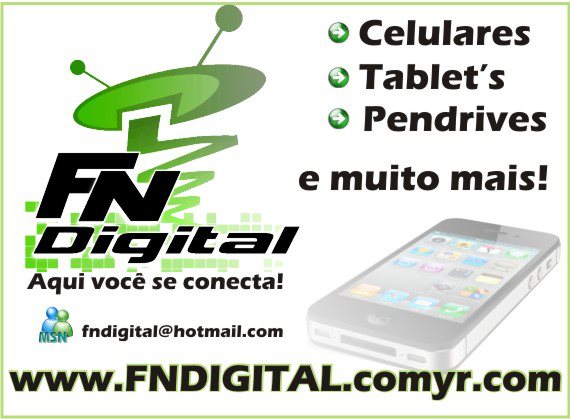 Celulares
Tablet's
Pendrives
e muito mais!
FN
Digital
Aqui você se conecta!
MSN
fndigital@hotmail.com
www.FNDIGITAL.comyr.com